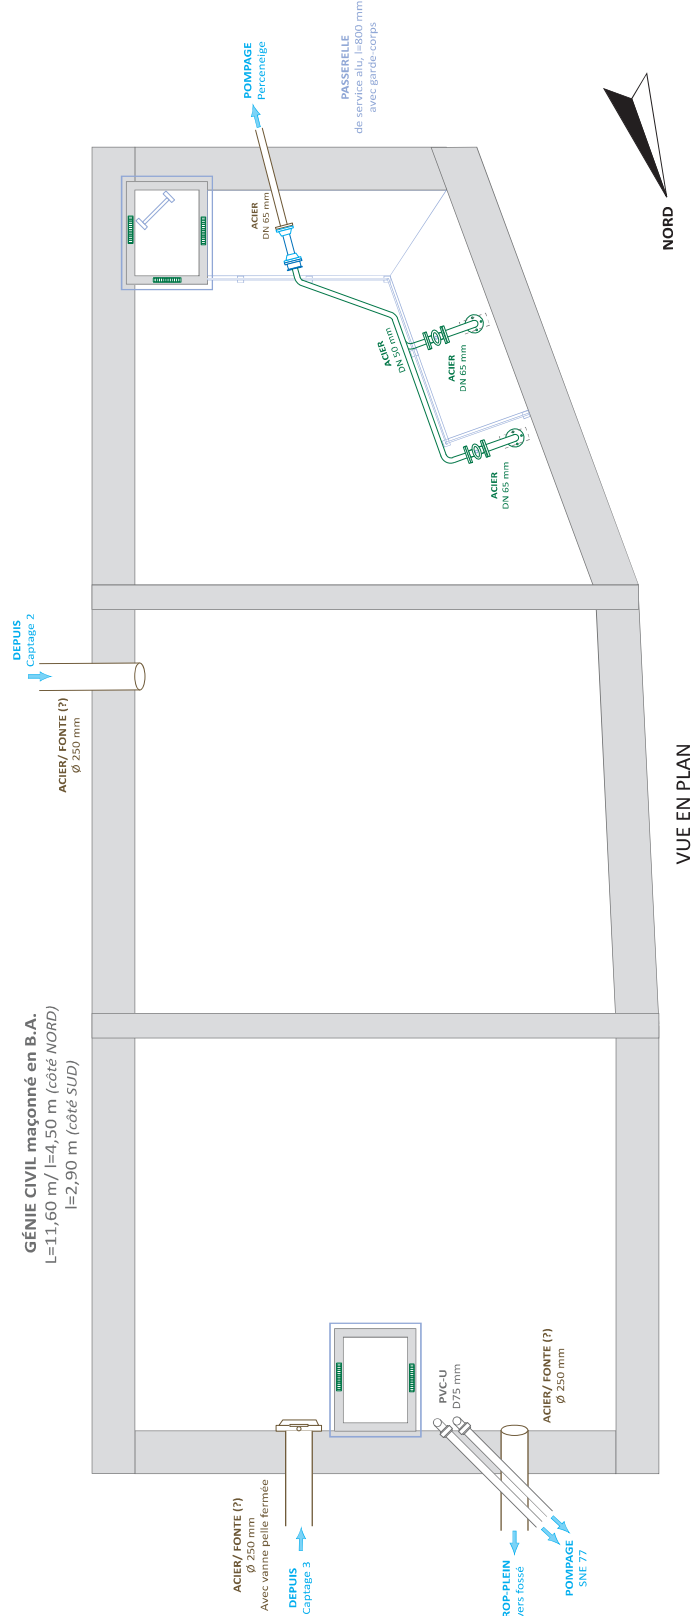 POMPAGE
Perceneige
PASSERELLE
de service alu, l=800 mm
avec garde-corps
NORD
ACIER
DN 65 mm
ACIER
DN 50 mm
ACIER
DN 65 mm
ACIER
DN 65 mm
DEPUIS
Captage 2
ACIER/ FONTE (?)
Ø 250 mm
VUE EN PLAN
GÉNIE CIVIL maçonné en B.A.
L=11,60 m/ l=4,50 m (côté NORD)
l=2,90 m (côté SUD)
PVC-U
D75 mm
ACIER/ FONTE (?)
Ø 250 mm
ACIER/ FONTE (?)
Ø 250 mm
Avec vanne pelle fermée
DEPUIS
Captage 3
ROP-PLEIN
vers fossé
POMPAGE
SNE 77